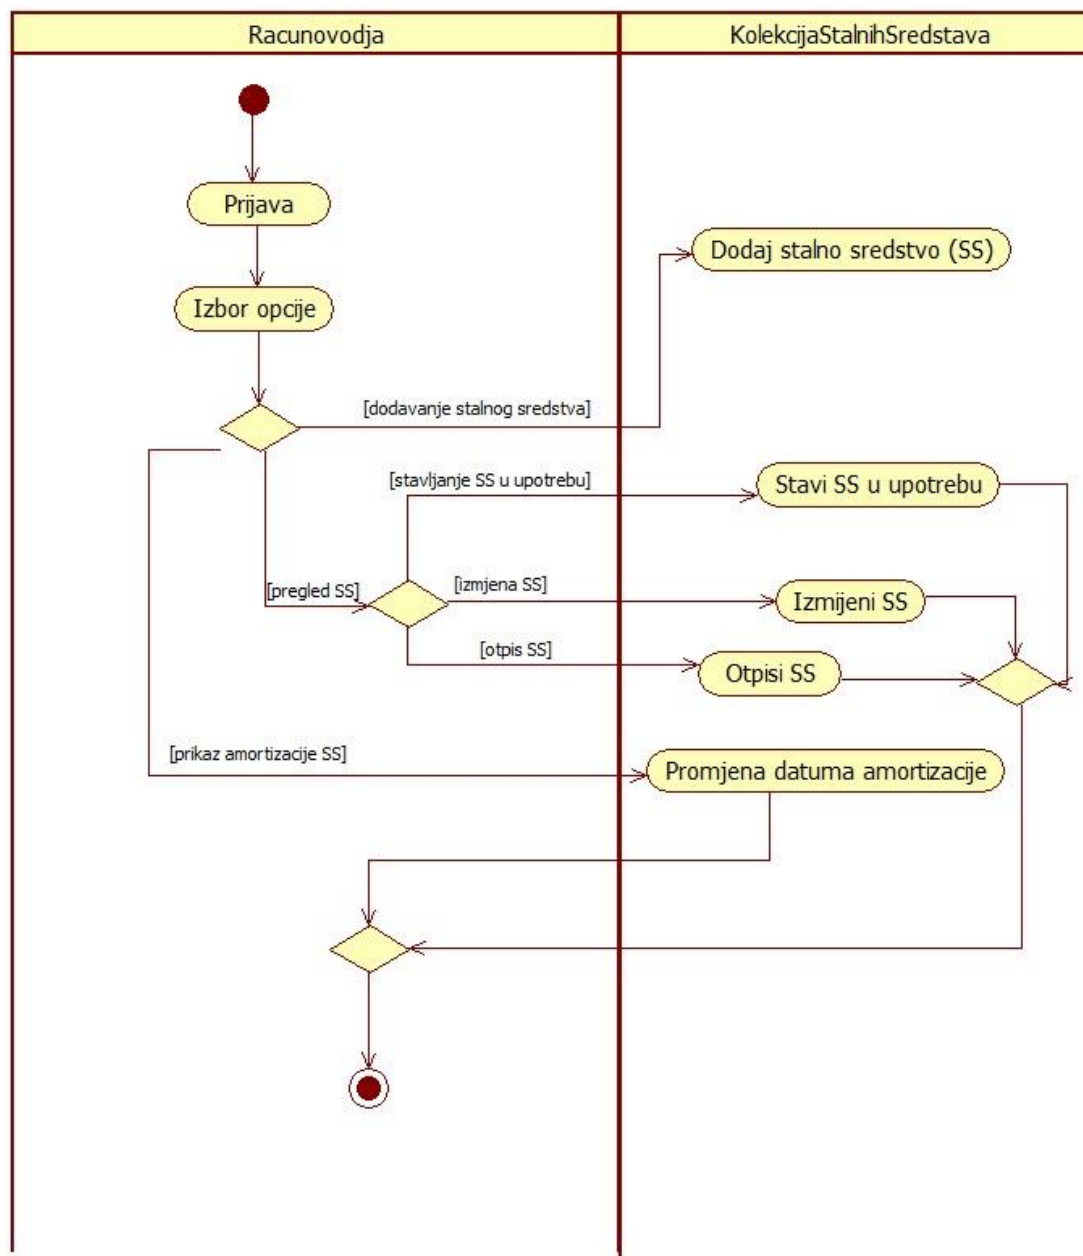 Racunovodja
KolekcijaStalnihSredstava
Prijava
Dodaj stalno sredstvo (SS)
Izbor opcije
[dodavanje stalnog sredstva]
[stavljanje SS u upotrebu]
Stavi SS u upotrebu
[pregled SS]
[izmjena SS]
Izmijeni SS
[otpis SS]
Otpisi SS
[prikaz amortizacije SS]
Promjena datuma amortizacije